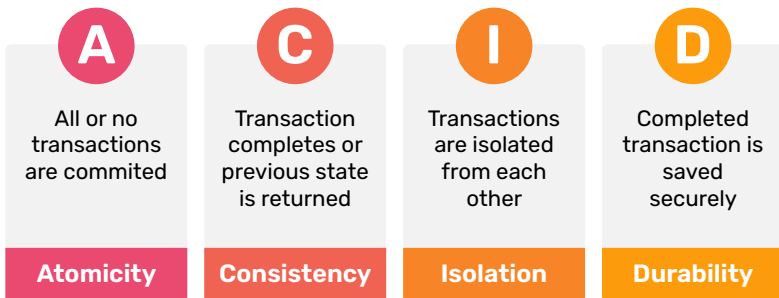 A
All or no
transactions
are commited
Atomicity
C
Transaction
completes or
previous state
is returned
Consistency
I
Transactions
are isolated
from each
other
Isolation
D
Completed
transaction is
saved
securely
Durability